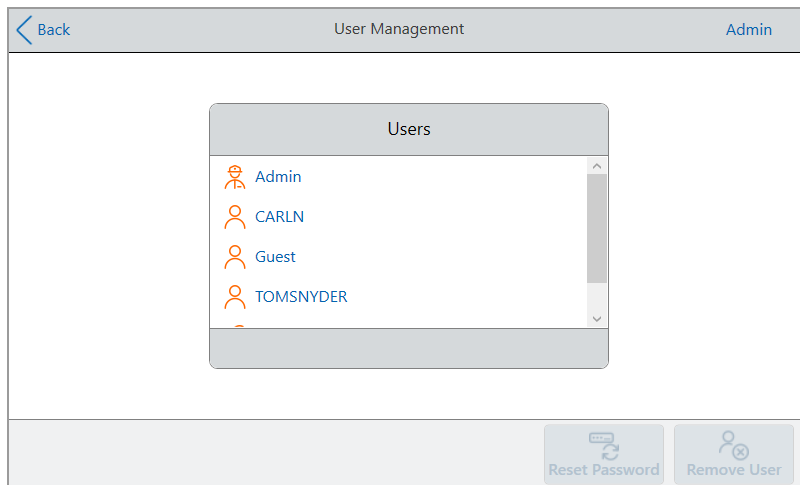 Back
User Management
Admin
Users
Admin
CARLN
Guest
TOMSNYDER
Reset Password
Remove User